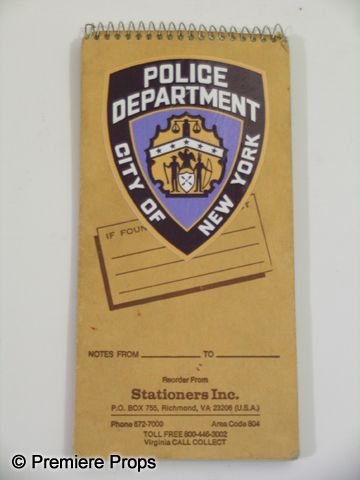 POLICE
DEPARTMENT
CITY OF
NEW YORK
IF FOUN
NOTES FROM TO
Reorder From
Stationers Inc.
P.O. BOX 755, Richmond, VA 23206 (U.S.A.)
Phone 672-7000 Area Code 804
TOLL FREE 800-446-3002
Virginia CALL COLLECT
© Premiere Props